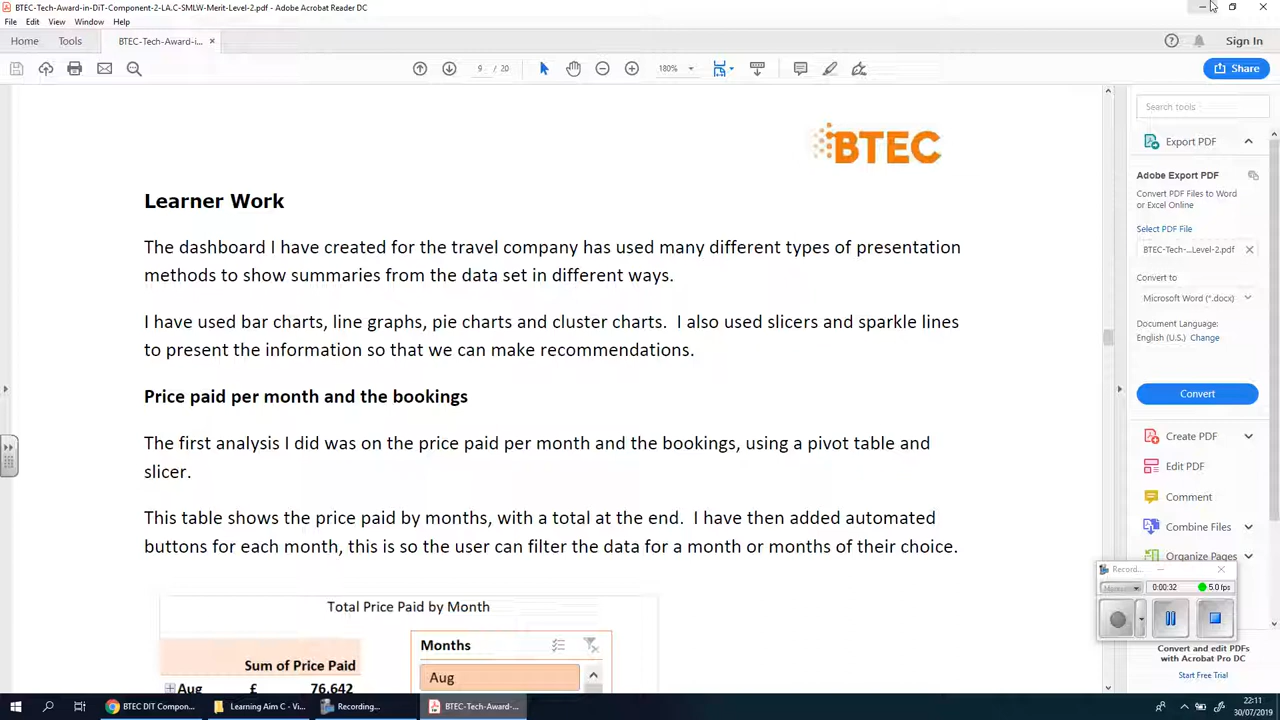 BTEC-Tech-Award-in-DiT-Component-2-LA.C-SMLW-Merit-Level-2.pdf - Adobe Acrobat Reader DC
File Edit View Window Help
Home Tools BTEC-Tech-Award-i... × Sign In
9 / 20 180% Share
Search tools
BTEC
Export PDF
Learner Work
Adobe Export PDF
Convert PDF Files to Word
or Excel Online
Select PDF File
The dashboard I have created for the travel company has used many different types of presentation
methods to show summaries from the data set in different ways.
BTEC-Tech-...Level-2.pdf
Convert to
Microsoft Word (*.docx)
I have used bar charts, line graphs, pie charts and cluster charts. I also used slicers and sparkle lines
to present the information so that we can make recommendations.
Document Language:
English (U.S.) Change
Convert
Price paid per month and the bookings
The first analysis I did was on the price paid per month and the bookings, using a pivot table and
slicer.
Create PDF
Edit PDF
Comment
Combine Files
Organize Pages
This table shows the price paid by months, with a total at the end. I have then added automated
buttons for each month, this is so the user can filter the data for a month or months of their choice.
Record...
0:00:32 5.0 fps
Total Price Paid by Month
Months
Sum of Price Paid
Aug
Aug £ 76,642
Convert and edit PDFs
with Acrobat Pro DC
Start Free Trial
BTEC DIT Compon... Learning Aim C - Vi... Recording... BTEC-Tech-Award-...
22:11
30/07/2019